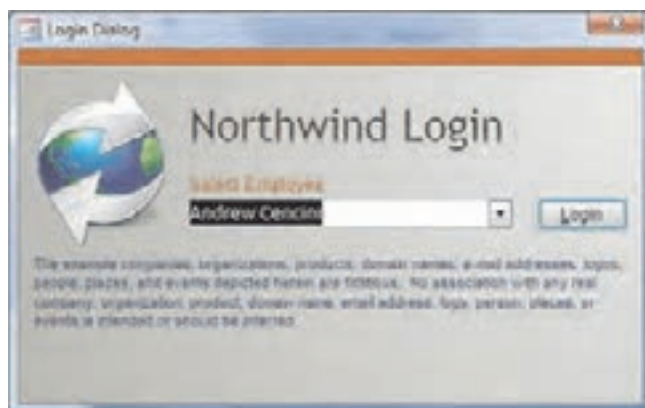 Login Dialog
Northwind Login
Select Employee
Andrew Cencini
Login
The example companies, organizations, products, domain names, e-mail addresses, logos,
people, places, and events depicted herein are fictitious. No association with any real
company, organization, product, domain name, email address, logo, person, places, or
events is intended or should be inferred.